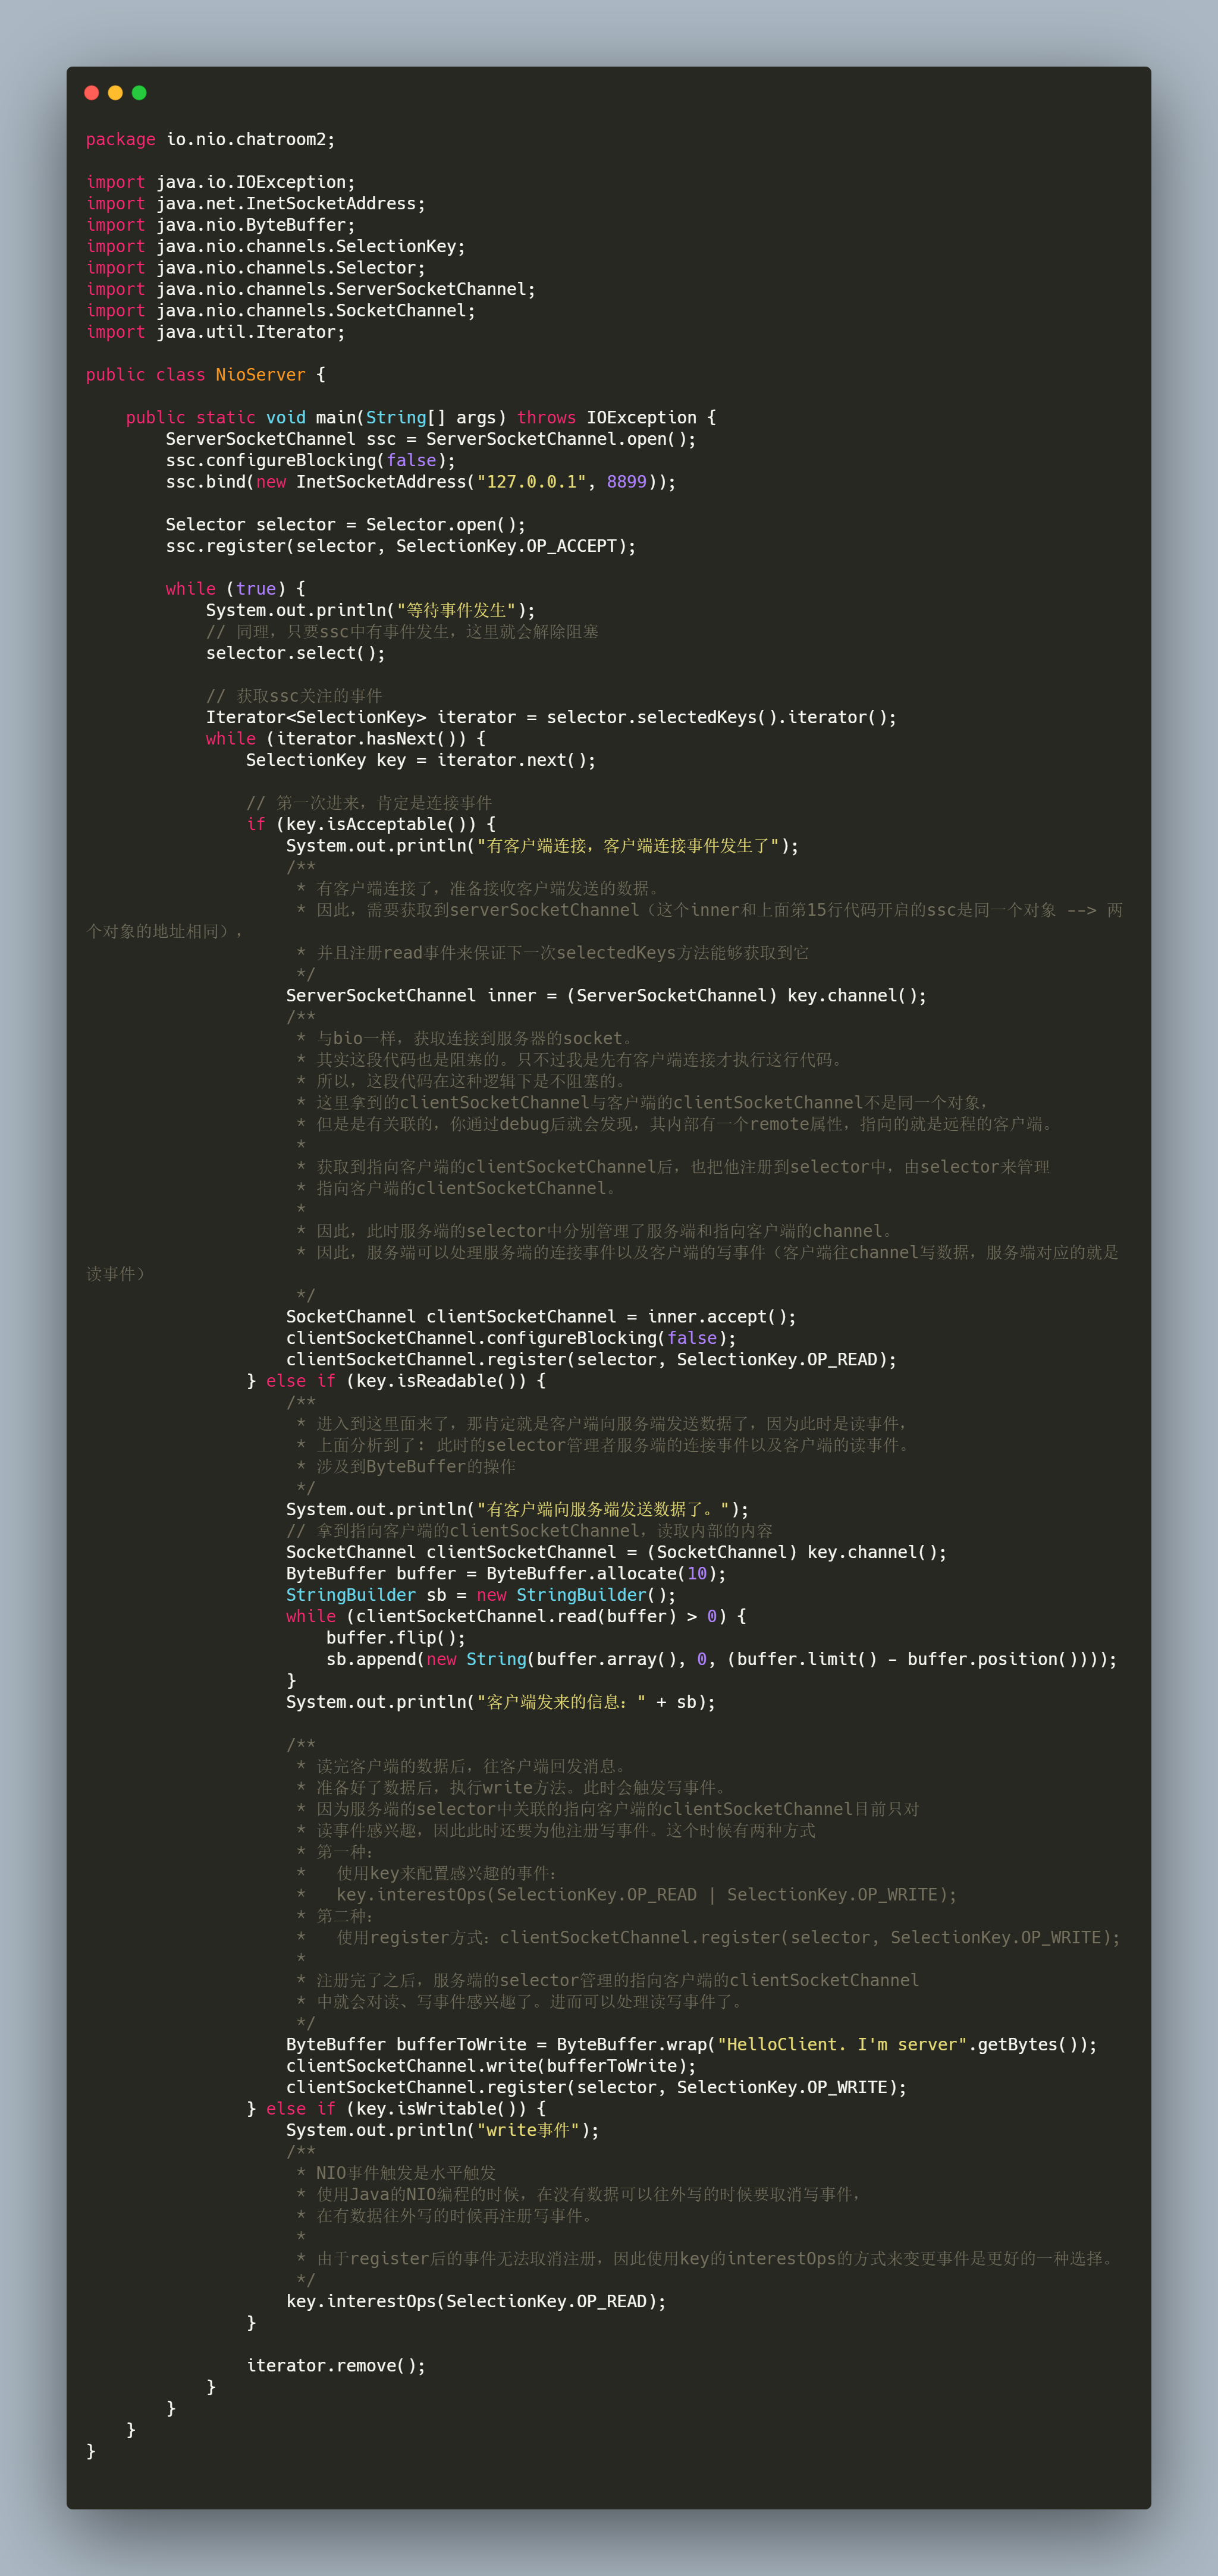 package io.nio.chatroom2;

import java.io.IOException;
import java.net.InetSocketAddress;
import java.nio.ByteBuffer;
import java.nio.channels.SelectionKey;
import java.nio.channels.Selector;
import java.nio.channels.ServerSocketChannel;
import java.nio.channels.SocketChannel;
import java.util.Iterator;

public class NioServer {

    public static void main(String[] args) throws IOException {
        ServerSocketChannel ssc = ServerSocketChannel.open();
        ssc.configureBlocking(false);
        ssc.bind(new InetSocketAddress("127.0.0.1", 8899));

        Selector selector = Selector.open();
        ssc.register(selector, SelectionKey.OP_ACCEPT);

        while (true) {
            System.out.println("等待事件发生");
            // 同理，只要ssc中有事件发生，这里就会解除阻塞
            selector.select();

            // 获取ssc关注的事件
            Iterator<SelectionKey> iterator = selector.selectedKeys().iterator();
            while (iterator.hasNext()) {
                SelectionKey key = iterator.next();

                // 第一次进来，肯定是连接事件
                if (key.isAcceptable()) {
                    System.out.println("有客户端连接，客户端连接事件发生了");
                    /**
                     * 有客户端连接了，准备接收客户端发送的数据。
                     * 因此，需要获取到serverSocketChannel（这个inner和上面第15行代码开启的ssc是同一个对象 --> 两
个对象的地址相同），
                     * 并且注册read事件来保证下一次selectedKeys方法能够获取到它
                     */
                    ServerSocketChannel inner = (ServerSocketChannel) key.channel();
                    /**
                     * 与bio一样，获取连接到服务器的socket。
                     * 其实这段代码也是阻塞的。只不过我是先有客户端连接才执行这行代码。
                     * 所以，这段代码在这种逻辑下是不阻塞的。
                     * 这里拿到的clientSocketChannel与客户端的clientSocketChannel不是同一个对象，
                     * 但是是有关联的，你通过debug后就会发现，其内部有一个remote属性，指向的就是远程的客户端。
                     *
                     * 获取到指向客户端的clientSocketChannel后，也把他注册到selector中，由selector来管理
                     * 指向客户端的clientSocketChannel。
                     *
                     * 因此，此时服务端的selector中分别管理了服务端和指向客户端的channel。
                     * 因此，服务端可以处理服务端的连接事件以及客户端的写事件（客户端往channel写数据，服务端对应的就是
读事件）
                     */
                    SocketChannel clientSocketChannel = inner.accept();
                    clientSocketChannel.configureBlocking(false);
                    clientSocketChannel.register(selector, SelectionKey.OP_READ);
                } else if (key.isReadable()) {
                    /**
                     * 进入到这里面来了，那肯定就是客户端向服务端发送数据了，因为此时是读事件，
                     * 上面分析到了：此时的selector管理者服务端的连接事件以及客户端的读事件。
                     * 涉及到ByteBuffer的操作
                     */
                    System.out.println("有客户端向服务端发送数据了。");
                    // 拿到指向客户端的clientSocketChannel，读取内部的内容
                    SocketChannel clientSocketChannel = (SocketChannel) key.channel();
                    ByteBuffer buffer = ByteBuffer.allocate(10);
                    StringBuilder sb = new StringBuilder();
                    while (clientSocketChannel.read(buffer) > 0) {
                        buffer.flip();
                        sb.append(new String(buffer.array(), 0, (buffer.limit() - buffer.position())));
                    }
                    System.out.println("客户端发来的信息：" + sb);

                    /**
                     * 读完客户端的数据后，往客户端回发消息。
                     * 准备好了数据后，执行write方法。此时会触发写事件。
                     * 因为服务端的selector中关联的指向客户端的clientSocketChannel目前只对
                     * 读事件感兴趣，因此此时还要为他注册写事件。这个时候有两种方式
                     * 第一种：
                     *   使用key来配置感兴趣的事件：
                     *   key.interestOps(SelectionKey.OP_READ | SelectionKey.OP_WRITE);
                     * 第二种：
                     *   使用register方式：clientSocketChannel.register(selector, SelectionKey.OP_WRITE);
                     *
                     * 注册完了之后，服务端的selector管理的指向客户端的clientSocketChannel
                     * 中就会对读、写事件感兴趣了。进而可以处理读写事件了。
                     */
                    ByteBuffer bufferToWrite = ByteBuffer.wrap("HelloClient. I'm server".getBytes());
                    clientSocketChannel.write(bufferToWrite);
                    clientSocketChannel.register(selector, SelectionKey.OP_WRITE);
                } else if (key.isWritable()) {
                    System.out.println("write事件");
                    /**
                     * NIO事件触发是水平触发
                     * 使用Java的NIO编程的时候，在没有数据可以往外写的时候要取消写事件，
                     * 在有数据往外写的时候再注册写事件。
                     *
                     * 由于register后的事件无法取消注册，因此使用key的interestOps的方式来变更事件是更好的一种选择。
                     */
                    key.interestOps(SelectionKey.OP_READ);
                }

                iterator.remove();
            }
        }
    }
}